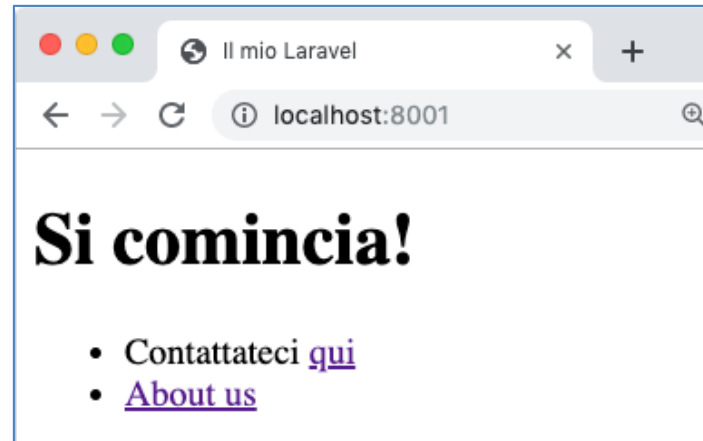 Il mio Laravel
localhost:8001
Si comincia!
Contattateci qui
About us